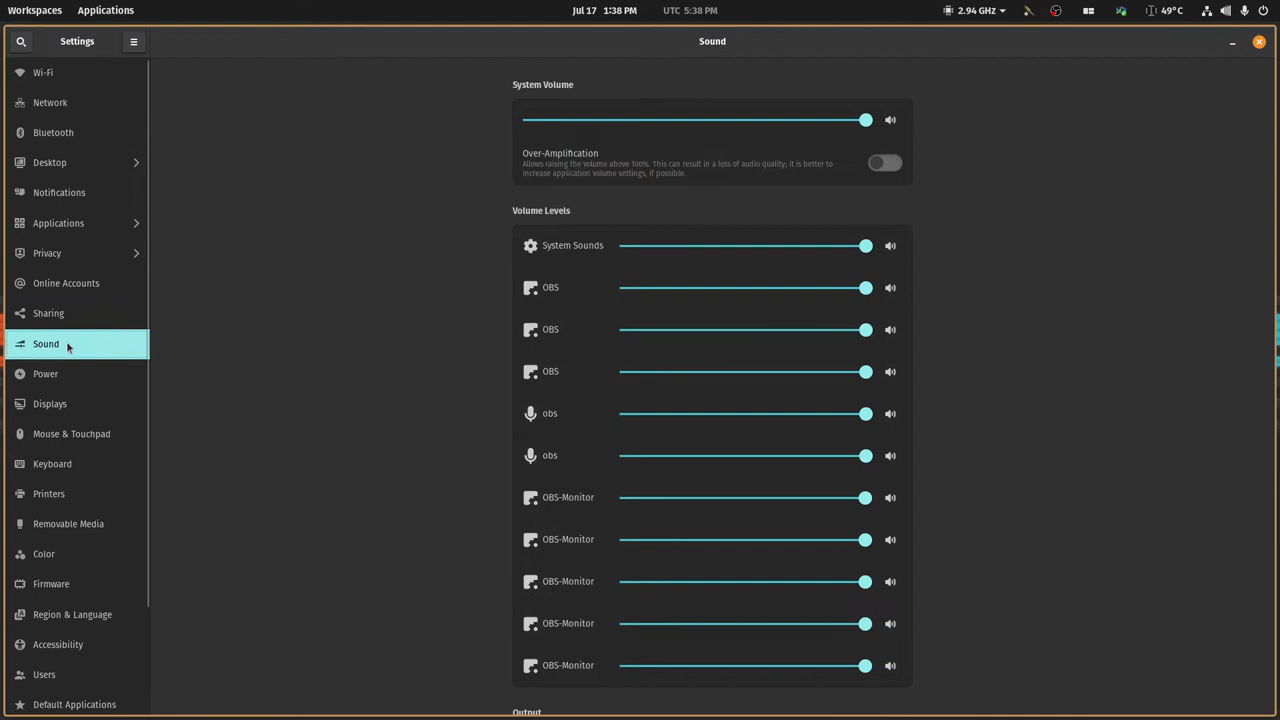 Workspaces Applications Jul 17 1:38 PM UTC 5:38 PM 2.94 GHz 49°C
Settings
Sound
Wi-Fi
Network
Bluetooth
Desktop
Notifications
Applications
Privacy
Online Accounts
Sharing
Sound
Power
Displays
Mouse & Touchpad
Keyboard
Printers
Removable Media
Color
Firmware
Region & Language
Accessibility
Users
Default Applications
System Volume
Over-Amplification
Allows raising the volume above 100%. This can result in a loss of audio quality; it is better to
increase application volume settings, if possible.
Volume Levels
System Sounds
OBS
OBS
OBS
obs
obs
OBS-Monitor
OBS-Monitor
OBS-Monitor
OBS-Monitor
OBS-Monitor
Output